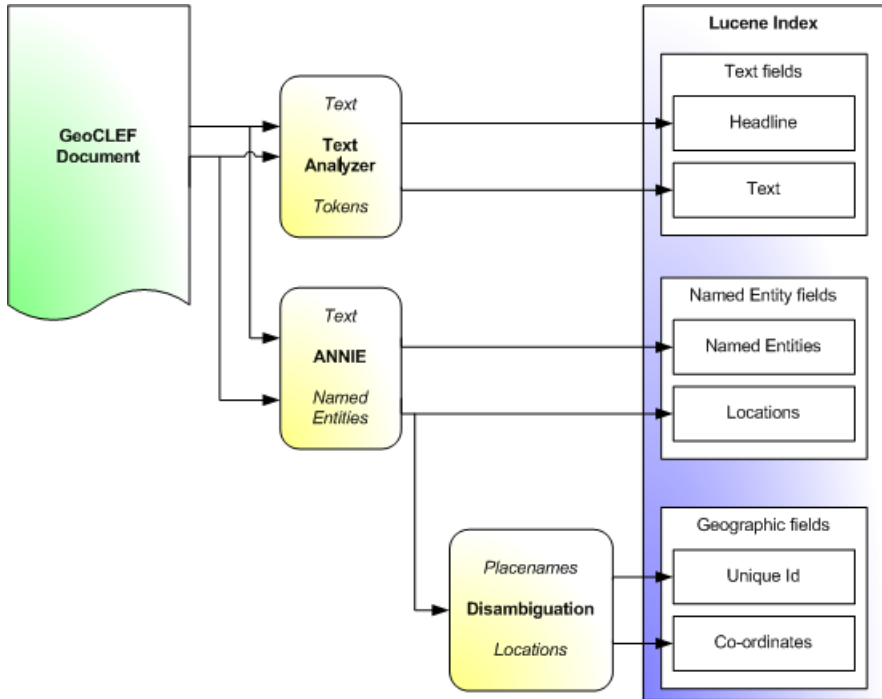 Lucene Index
GeoCLEF
Document
Text
Text
Analyzer
Tokens
Text fields
Headline
Text
Text
ANNIE
Named
Entities
Named Entity fields
Named Entities
Locations
Placenames
Disambiguation
Locations
Geographic fields
Unique Id
Co-ordinates